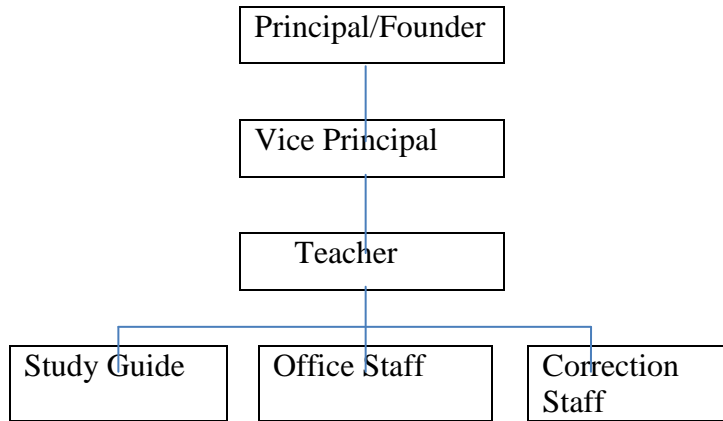 Principal/Founder
Vice Principal
Teacher
Study Guide
Office Staff
Correction
Staff